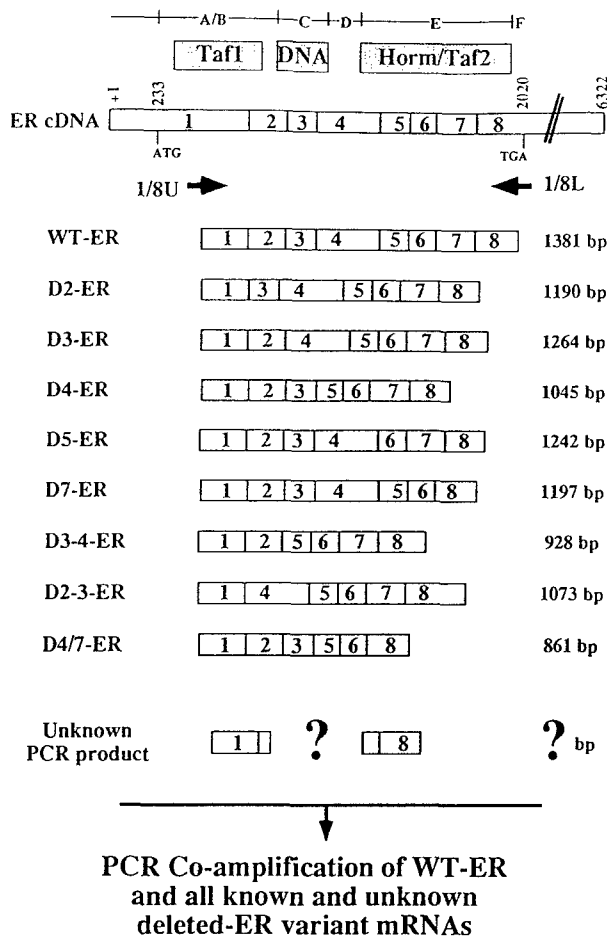 A/B C D E F
Taf1 DNA Horm/Taf2
+1 233 2020 6322
ER cDNA 1 2 3 4 5 6 7 8
ATG TGA
1/8U 1/8L
WT-ER 1 2 3 4 5 6 7 8 1381 bp
D2-ER 1 3 4 5 6 7 8 1190 bp
D3-ER 1 2 4 5 6 7 8 1264 bp
D4-ER 1 2 3 5 6 7 8 1045 bp
D5-ER 1 2 3 4 6 7 8 1242 bp
D7-ER 1 2 3 4 5 6 8 1197 bp
D3-4-ER 1 2 5 6 7 8 928 bp
D2-3-ER 1 4 5 6 7 8 1073 bp
D4/7-ER 1 2 3 5 6 8 861 bp
Unknown
PCR product 1 ? 8 ? bp
PCR Co-amplification of WT-ER
and all known and unknown
deleted-ER variant mRNAs